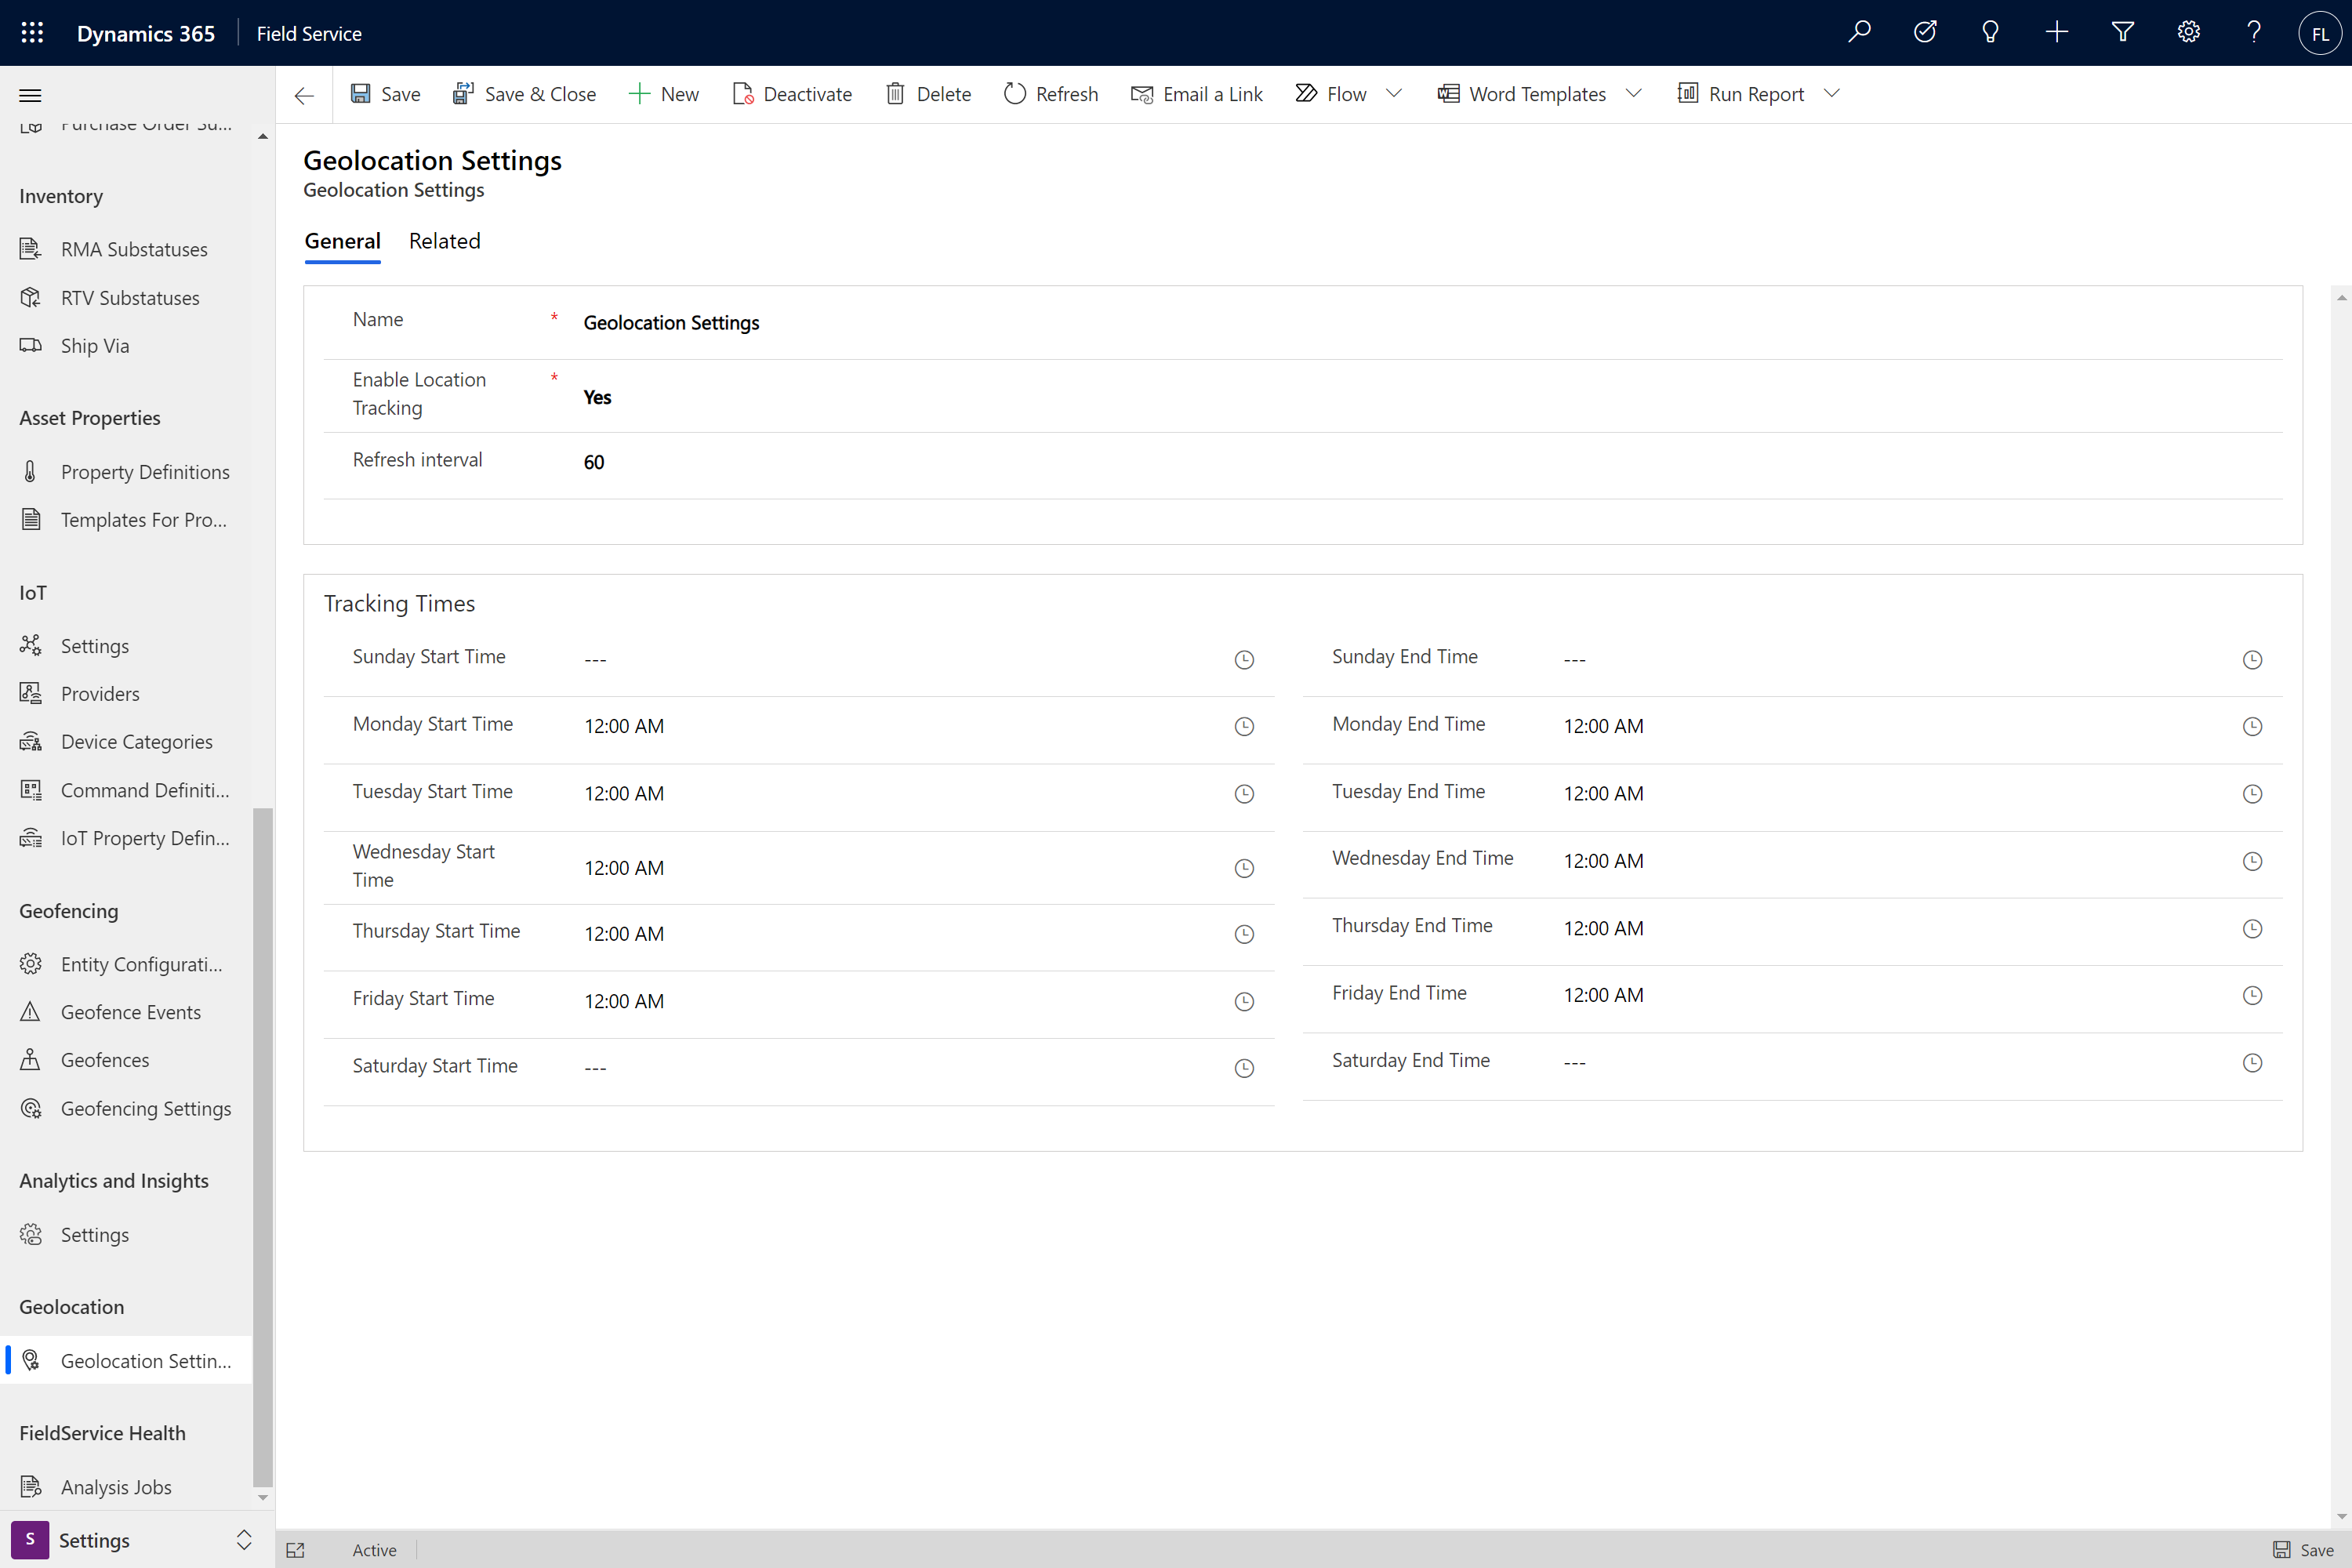 Dynamics 365 Field Service FL
Save Save & Close New Deactivate Delete Refresh Email a Link Flow Word Templates Run Report
Purchase Order Su...
Inventory
RMA Substatuses
RTV Substatuses
Ship Via
Asset Properties
Property Definitions
Templates For Pro...
IoT
Settings
Providers
Device Categories
Command Definiti...
IoT Property Defin...
Geofencing
Entity Configurati...
Geofence Events
Geofences
Geofencing Settings
Analytics and Insights
Settings
Geolocation
Geolocation Settin...
FieldService Health
Analysis Jobs
S Settings
Geolocation Settings
Geolocation Settings
General Related
Name * Geolocation Settings
Enable Location
Tracking * Yes
Refresh interval 60
Tracking Times
Sunday Start Time --- Sunday End Time ---
Monday Start Time 12:00 AM Monday End Time 12:00 AM
Tuesday Start Time 12:00 AM Tuesday End Time 12:00 AM
Wednesday Start
Time 12:00 AM Wednesday End Time 12:00 AM
Thursday Start Time 12:00 AM Thursday End Time 12:00 AM
Friday Start Time 12:00 AM Friday End Time 12:00 AM
Saturday Start Time --- Saturday End Time ---
Active Save